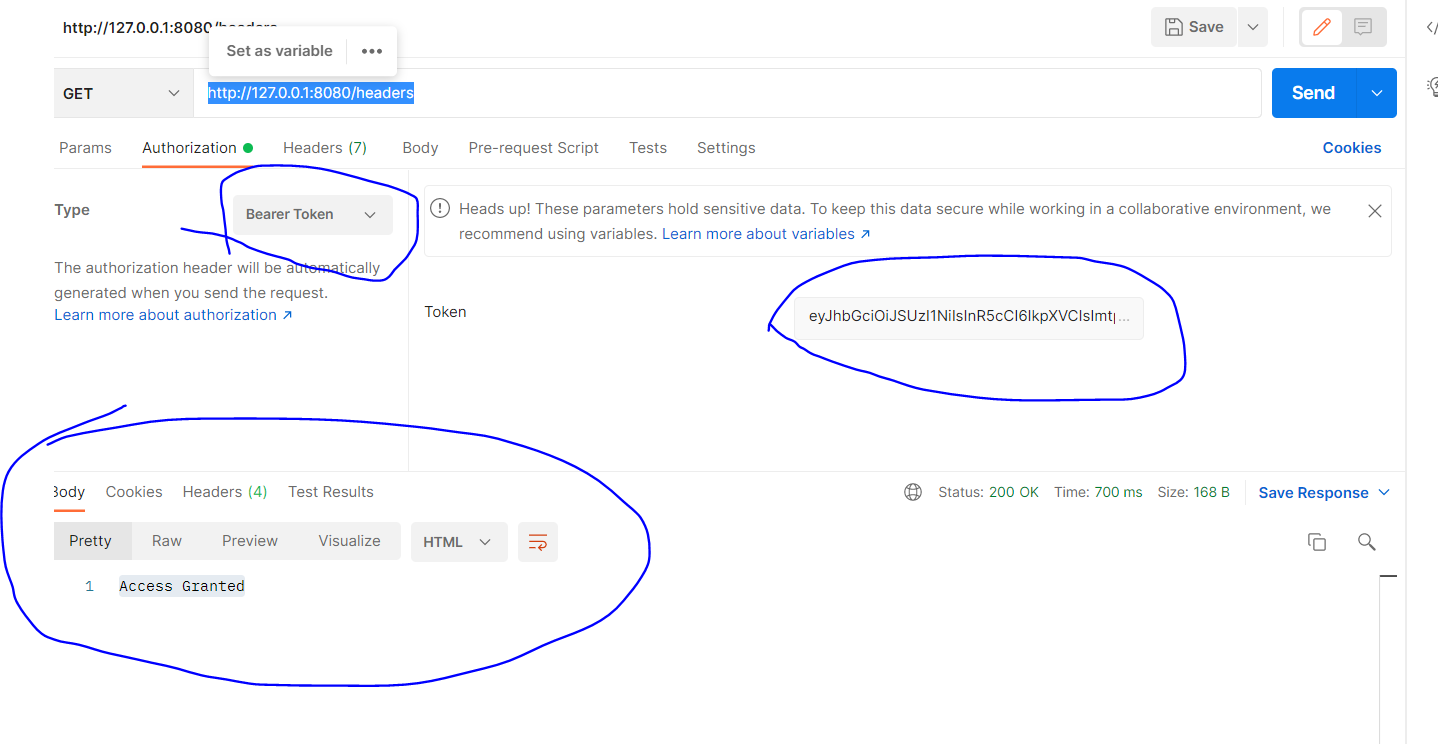 http://127.0.0.1:8080/headers
Save
Set as variable •••
GET http://127.0.0.1:8080/headers Send
Params Authorization Headers (7) Body Pre-request Script Tests Settings Cookies
Type Bearer Token
The authorization header will be automatically
generated when you send the request.
Learn more about authorization ↗
Heads up! These parameters hold sensitive data. To keep this data secure while working in a collaborative environment, we
recommend using variables. Learn more about variables ↗
Token eyJhbGciOiJSUzI1NiIsInR5cCI6IkpXVCIsImtp...
Body Cookies Headers (4) Test Results Status: 200 OK Time: 700 ms Size: 168 B Save Response
Pretty Raw Preview Visualize HTML
1 Access Granted